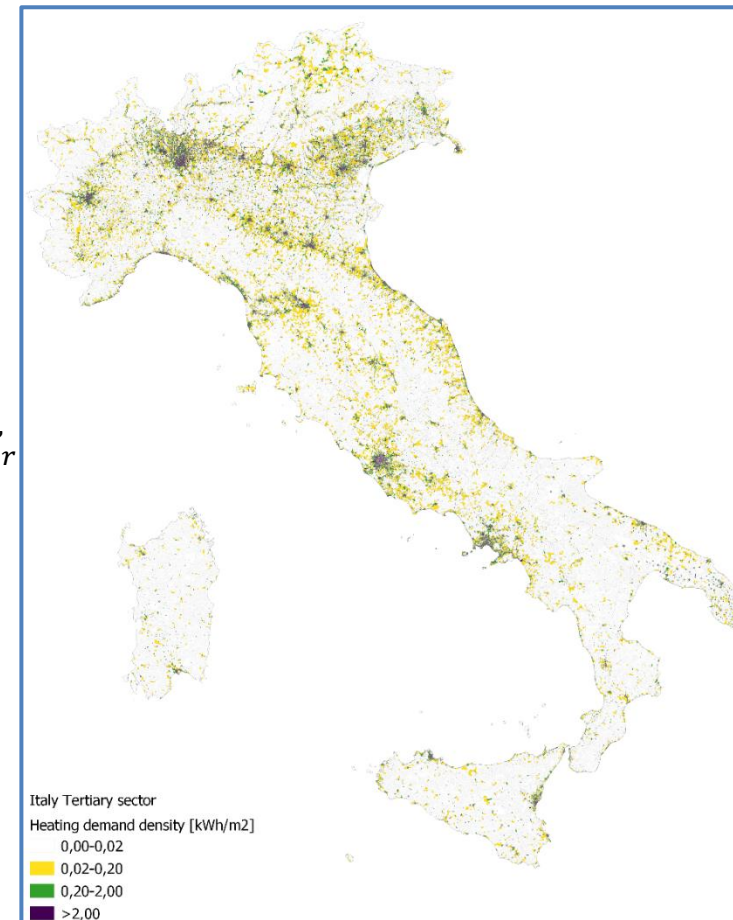 ,
r
Italy Tertiary sector
Heating demand density [kWh/m2]
0,00-0,02
0,02-0,20
0,20-2,00
>2,00